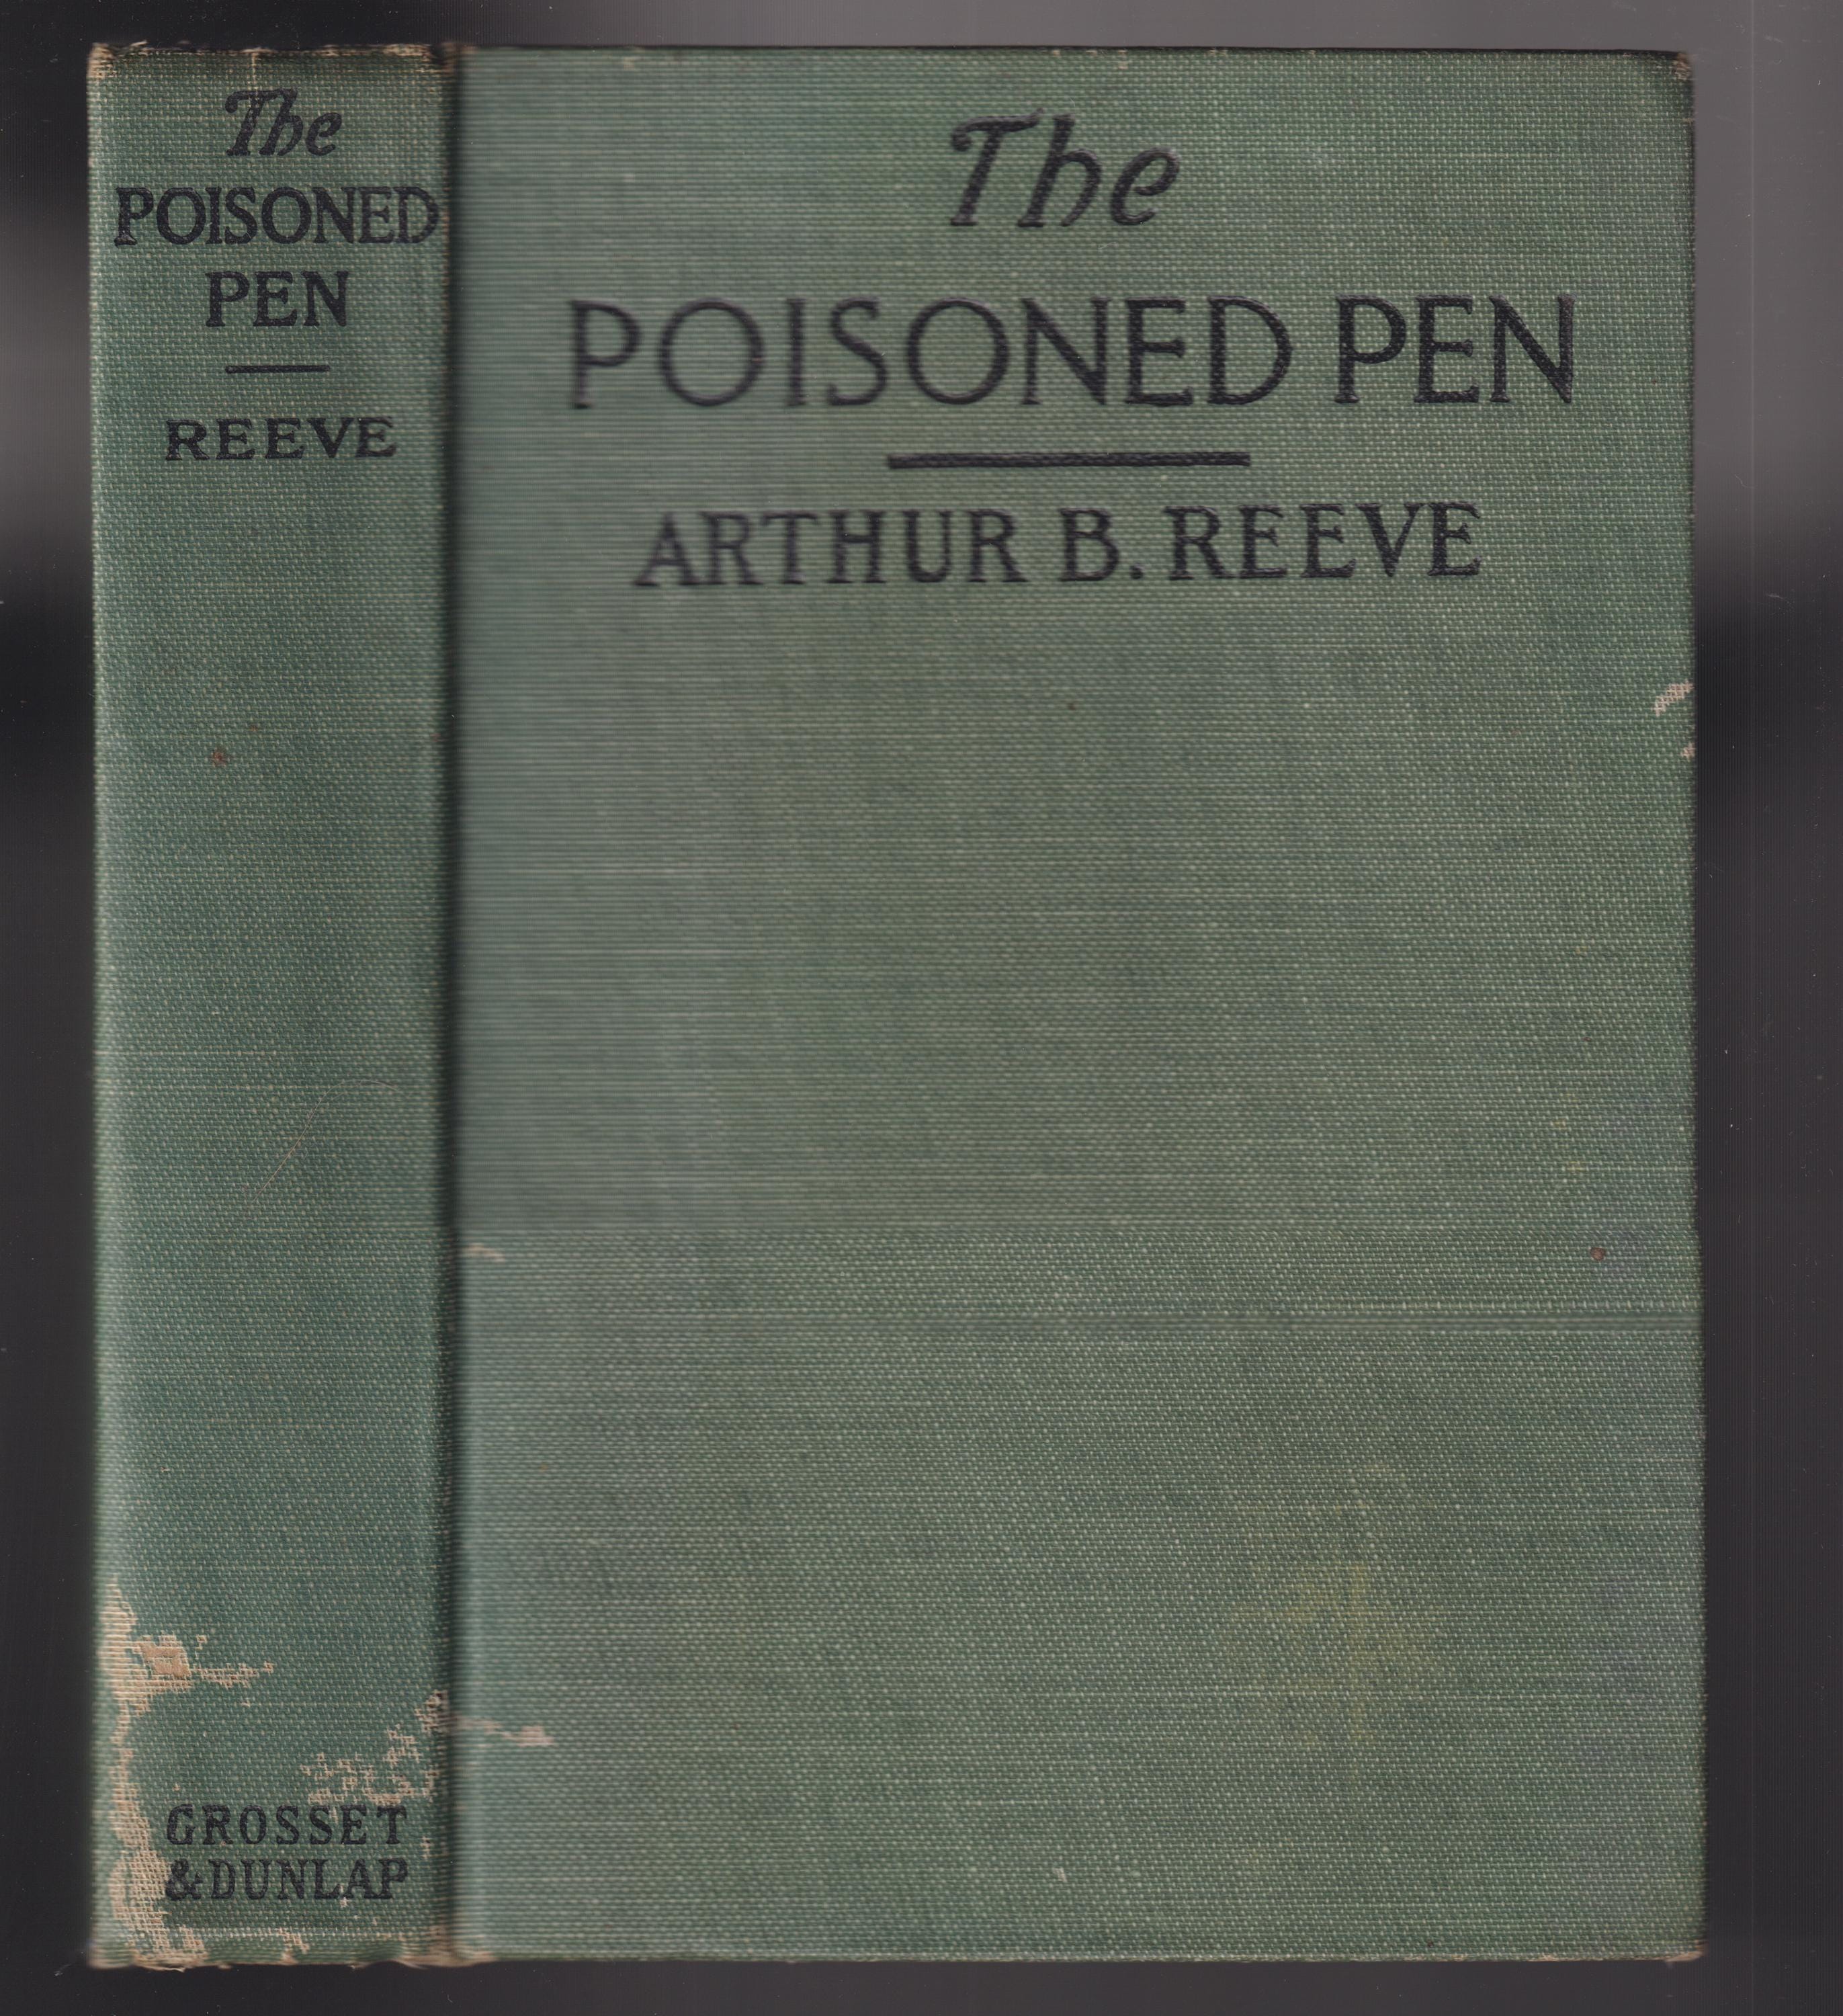 The
POISONED
PEN
REEVE
GROSSET
&DUNLAP
The
POISONED PEN
ARTHUR B. REEVE